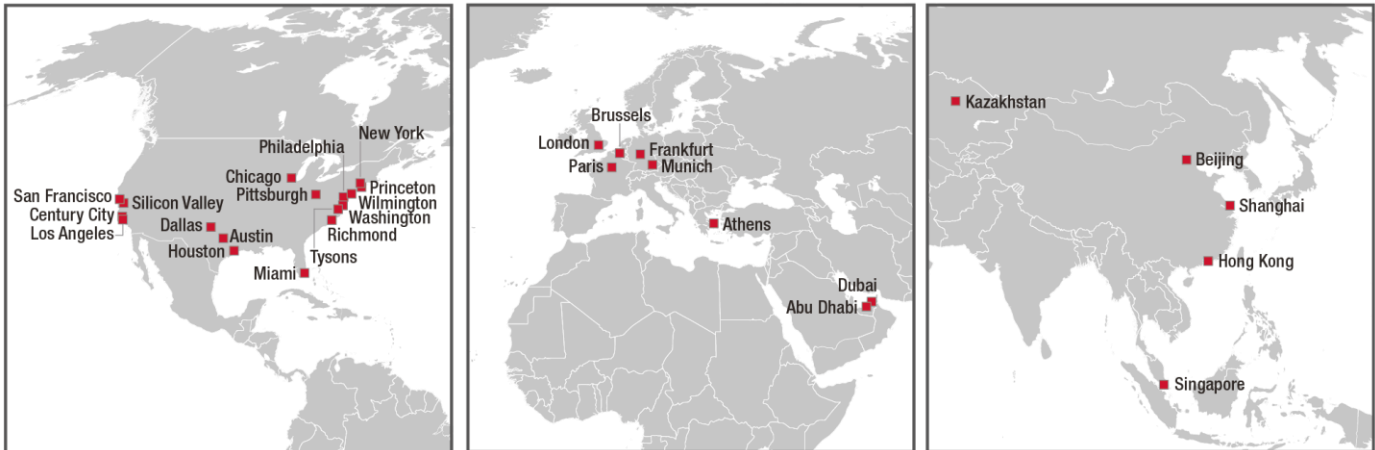 New York
Philadelphia
Chicago
Pittsburgh
Princeton
Wilmington
Washington
Richmond
San Francisco
Silicon Valley
Century City
Los Angeles
Dallas
Austin
Houston
Tysons
Miami
Brussels
London
Frankfurt
Paris
Munich
Athens
Dubai
Abu Dhabi
Kazakhstan
Beijing
Shanghai
Hong Kong
Singapore